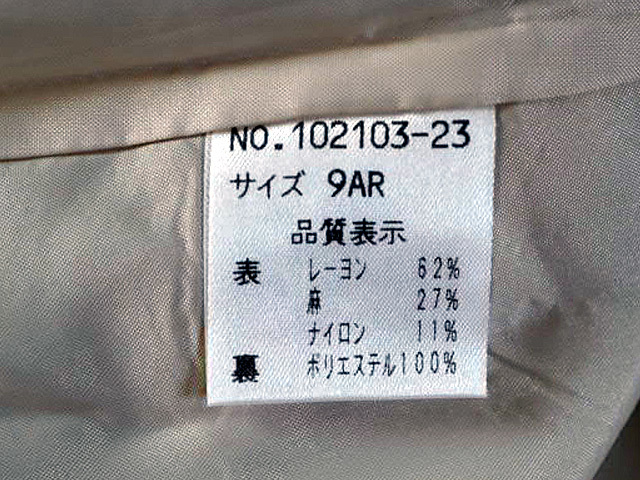 NO.102103-23
サイズ 9AR
品質表示
表 レーヨン 62%
麻 27%
ナイロン 11%
裏 ポリエステル100%